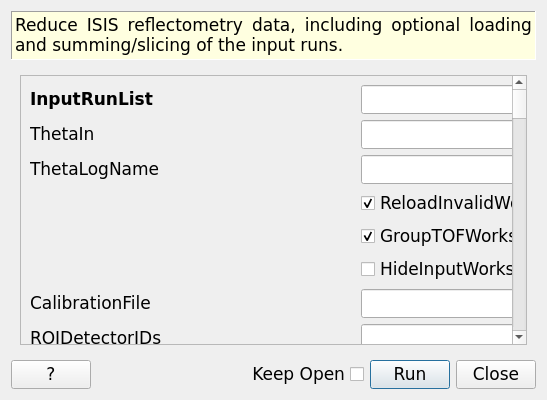 Reduce ISIS reflectometry data, including optional loading
and summing/slicing of the input runs.
InputRunList
ThetaIn
ThetaLogName
ReloadInvalidWo
GroupTOFWorks
HideInputWorks
CalibrationFile
ROIDetectorIDs
?
Keep Open
Run
Close